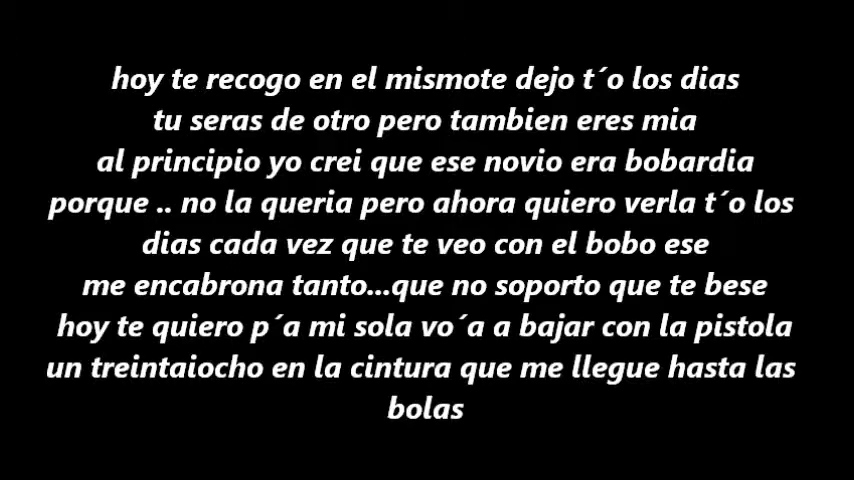 hoy te recogo en el mismote dejo t´o los dias
tu seras de otro pero tambien eres mia
al principio yo crei que ese novio era bobardia
porque .. no la queria pero ahora quiero verla t´o los
dias cada vez que te veo con el bobo ese
me encabrona tanto...que no soporto que te bese
hoy te quiero p´a mi sola vo´a a bajar con la pistola
un treintaiocho en la cintura que me llegue hasta las
bolas